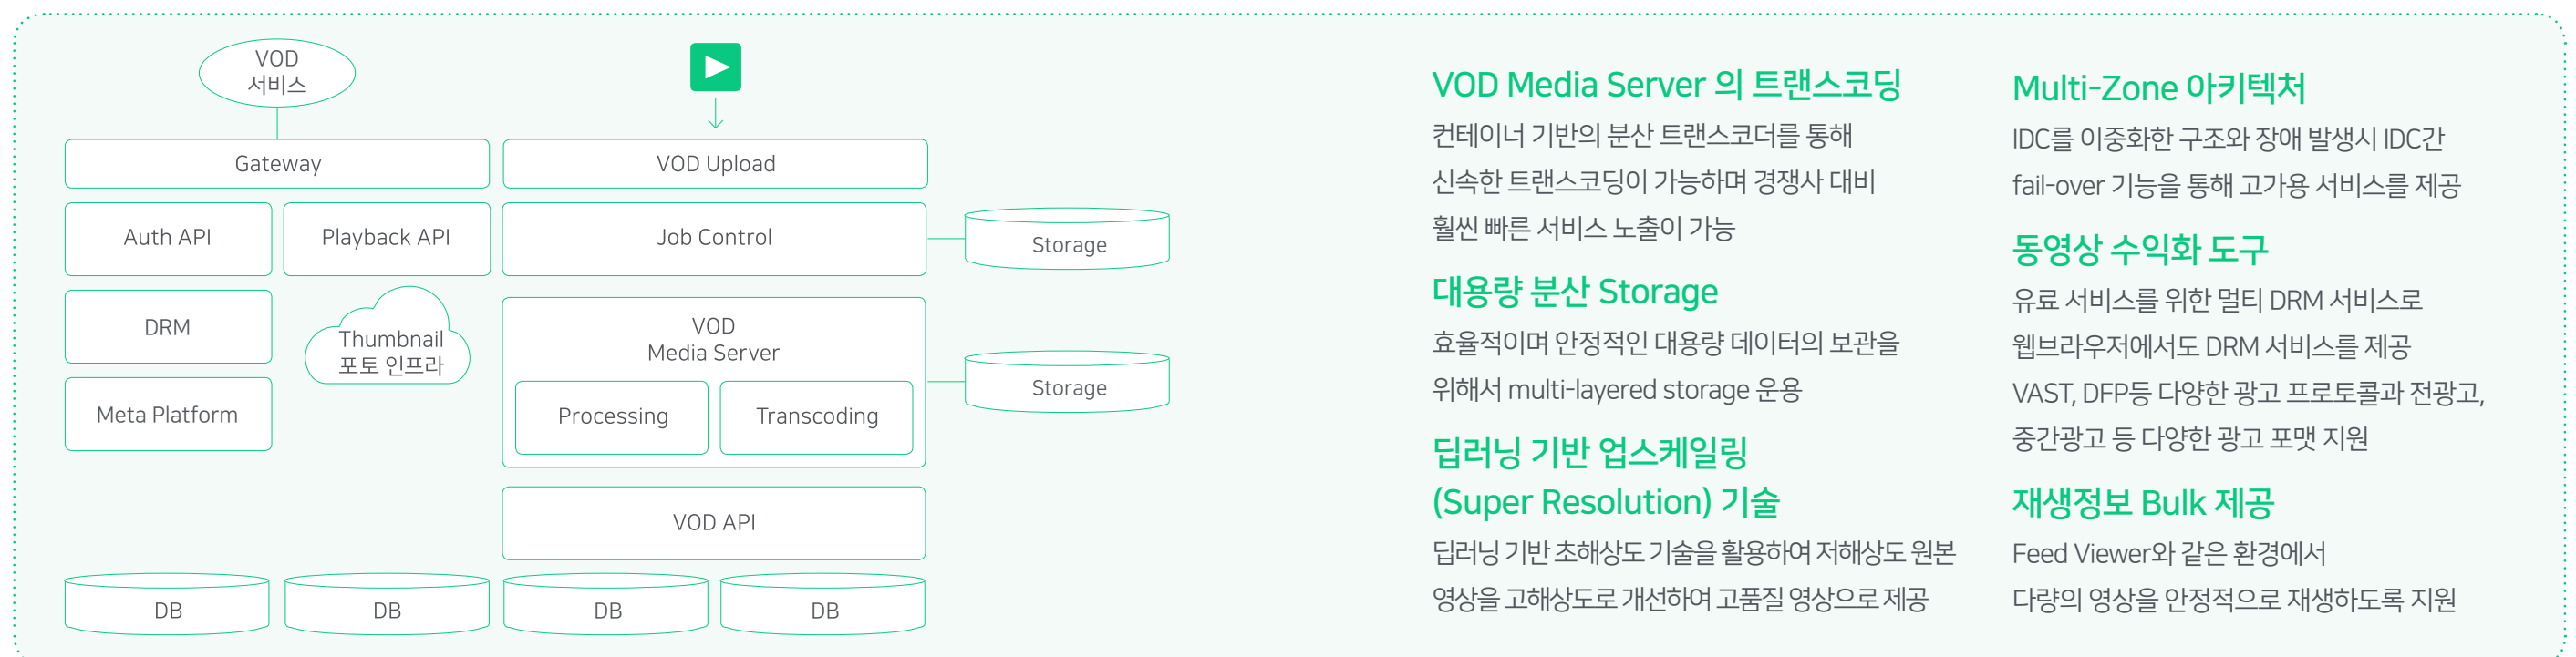 VOD
서비스
Gateway
VOD Upload
Auth API
Playback API
Job Control
Storage
DRM
Thumbnail
포토 인프라
VOD
Media Server
Storage
Meta Platform
Processing
Transcoding
VOD API
DB
DB
DB
DB
VOD Media Server 의 트랜스코딩
컨테이너 기반의 분산 트랜스코더를 통해
신속한 트랜스코딩이 가능하며 경쟁사 대비
훨씬 빠른 서비스 노출이 가능
대용량 분산 Storage
효율적이며 안정적인 대용량 데이터의 보관을
위해서 multi-layered storage 운용
딥러닝 기반 업스케일링
(Super Resolution) 기술
딥러닝 기반 초해상도 기술을 활용하여 저해상도 원본
영상을 고해상도로 개선하여 고품질 영상으로 제공
Multi-Zone 아키텍처
IDC를 이중화한 구조와 장애 발생시 IDC간
fail-over 기능을 통해 고가용 서비스를 제공
동영상 수익화 도구
유료 서비스를 위한 멀티 DRM 서비스로
웹브라우저에서도 DRM 서비스를 제공
VAST, DFP등 다양한 광고 프로토콜과 전광고,
중간광고 등 다양한 광고 포맷 지원
재생정보 Bulk 제공
Feed Viewer와 같은 환경에서
다량의 영상을 안정적으로 재생하도록 지원